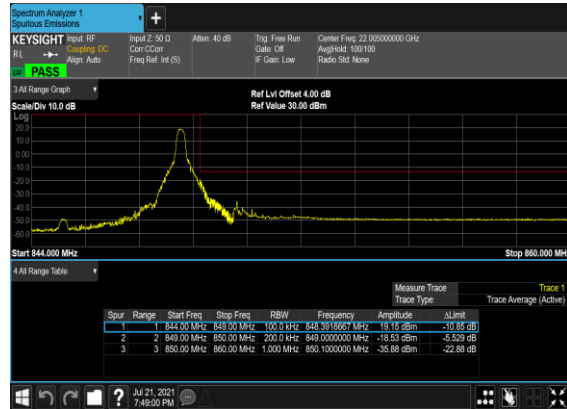 Spectrum Analyzer 1
Spurious Emissions
+
KEYSIGHT Input: RF Input Z: 50 Ω Atten: 40 dB Trig: Free Run Center Freq: 22.005000000 GHz
RL Coupling: DC Corr CCorr Gate: Off Avg|Hold: 100/100
Align: Auto Freq Ref: Int (S) IF Gain: Low Radio Std: None
LW PASS
3 All Range Graph
Ref Lvl Offset 4.00 dB
Scale/Div 10.0 dB Ref Value 30.00 dBm
Log
20.0
10.0
0.00
-10.0
-20.0
-30.0
-40.0
-50.0
-60.0
Start 844.000 MHz Stop 860.000 MHz
4 All Range Table
Measure Trace Trace 1
Trace Type Trace Average (Active)
Spur Range Start Freq Stop Freq RBW Frequency Amplitude ΔLimit
1 1 844.00 MHz 849.00 MHz 100.0 kHz 848.3916667 MHz 19.15 dBm -10.85 dB
2 2 849.00 MHz 850.00 MHz 200.0 kHz 849.0000000 MHz -18.53 dBm -5.529 dB
3 3 850.00 MHz 860.00 MHz 1.000 MHz 850.1000000 MHz -35.88 dBm -22.88 dB
? Jul 21, 2021
7:49:00 PM